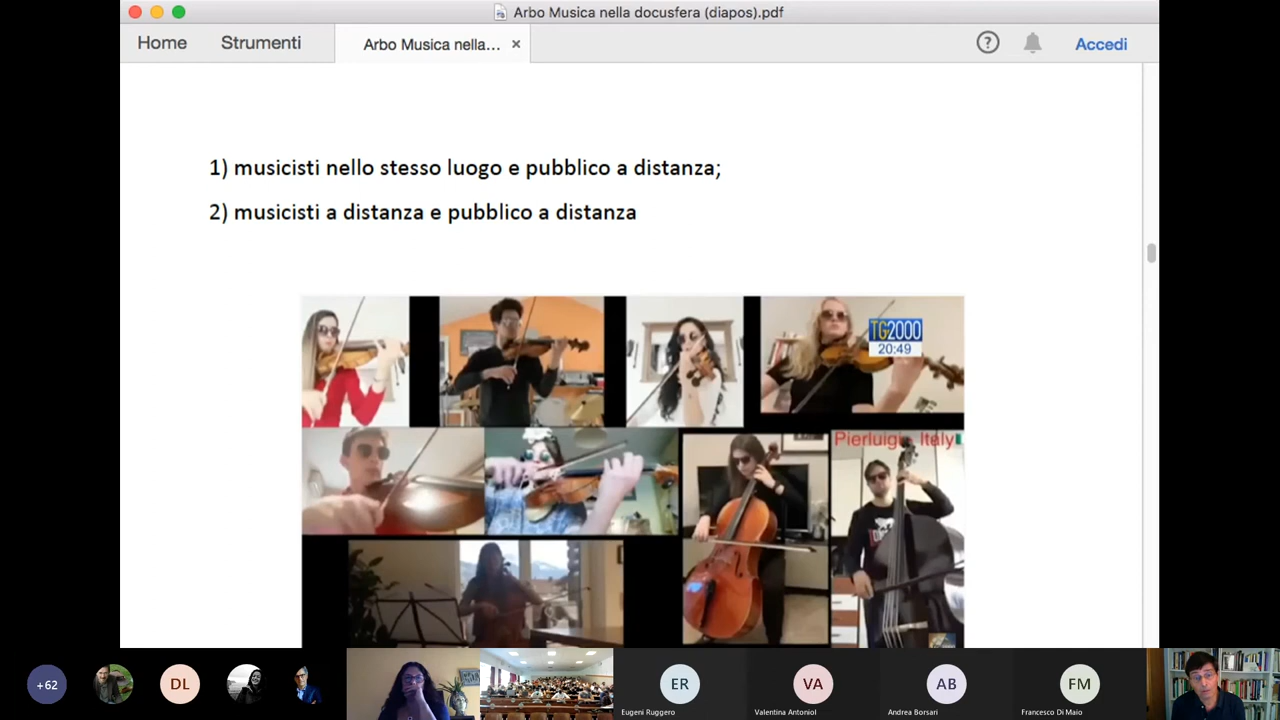 Arbo Musica nella docusfera (diapos).pdf
Home
Strumenti
Arbo Musica nella...
Accedi
1) musicisti nello stesso luogo e pubblico a distanza;
2) musicisti a distanza e pubblico a distanza
TG2000
20:49
Pierluigi, Italy
+62
DL
ER
VA
AB
FM
Eugeni Ruggero
Valentina Antoniol
Andrea Borsari
Francesco Di Maio